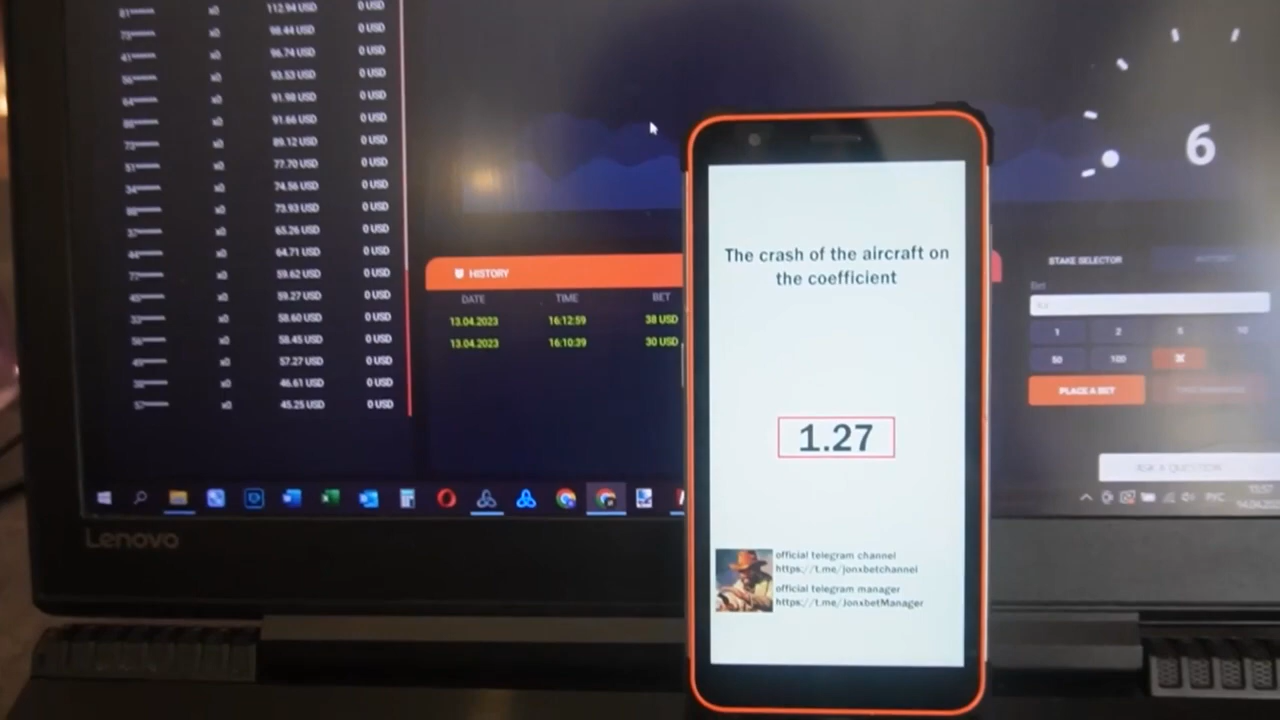 112.94 USD 0 USD
x0 98.44 USD 0 USD
x0 96.74 USD 0 USD
x0 93.53 USD 0 USD
x0 91.98 USD 0 USD
x0 91.66 USD 0 USD
x0 89.12 USD 0 USD
x0 77.70 USD 0 USD
x0 74.56 USD 0 USD
x0 73.93 USD 0 USD
x0 65.26 USD 0 USD
x0 64.71 USD 0 USD
x0 59.62 USD 0 USD
x0 59.27 USD 0 USD
x0 58.60 USD 0 USD
x0 58.45 USD 0 USD
x0 57.27 USD 0 USD
x0 46.61 USD 0 USD
x0 45.25 USD 0 USD
6
HISTORY
DATE TIME BET
13.04.2023 16:12:59 38 USD
13.04.2023 16:10:39 30 USD
STAKE SELECTOR
Bet
1 2 5 10
50 100
PLACE A BET
ASK A QUESTION
РУС
Lenovo
The crash of the aircraft on
the coefficient
1.27
official telegram channel
https://t.me/jonxbetchannel
official telegram manager
https://t.me/JonxbetManager